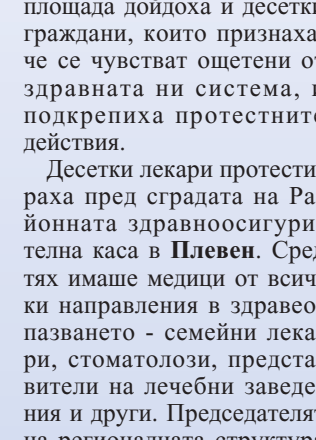 площада дойдоха и десетки
граждани, които признаха
че се чувстват ощетени от
здравната ни система, и
подкрепиха протестните
действия.
Десетки лекари протести
раха пред сградата на Ра
йонната здравноосигури
телна каса в Плевен. Сред
тях имаше медици от всич
ки направления в здравео
пазването - семейни лека
ри, стоматолози, предста
вители на лечебни заведе
ния и други. Председателят
на регионалната структура